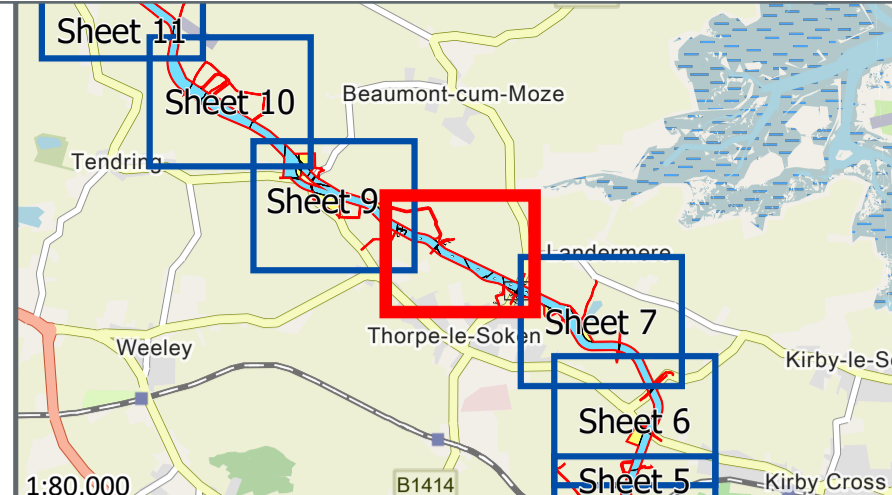 Sheet 11
Sheet 10
Beaumont-cum-Moze
Tendring
Sheet 9
Landermere
Sheet 7
Thorpe-le-Soken
Weeley
Kirby-le-S
Sheet 6
Sheet 5
1:80,000
B1414
Kirby Cross